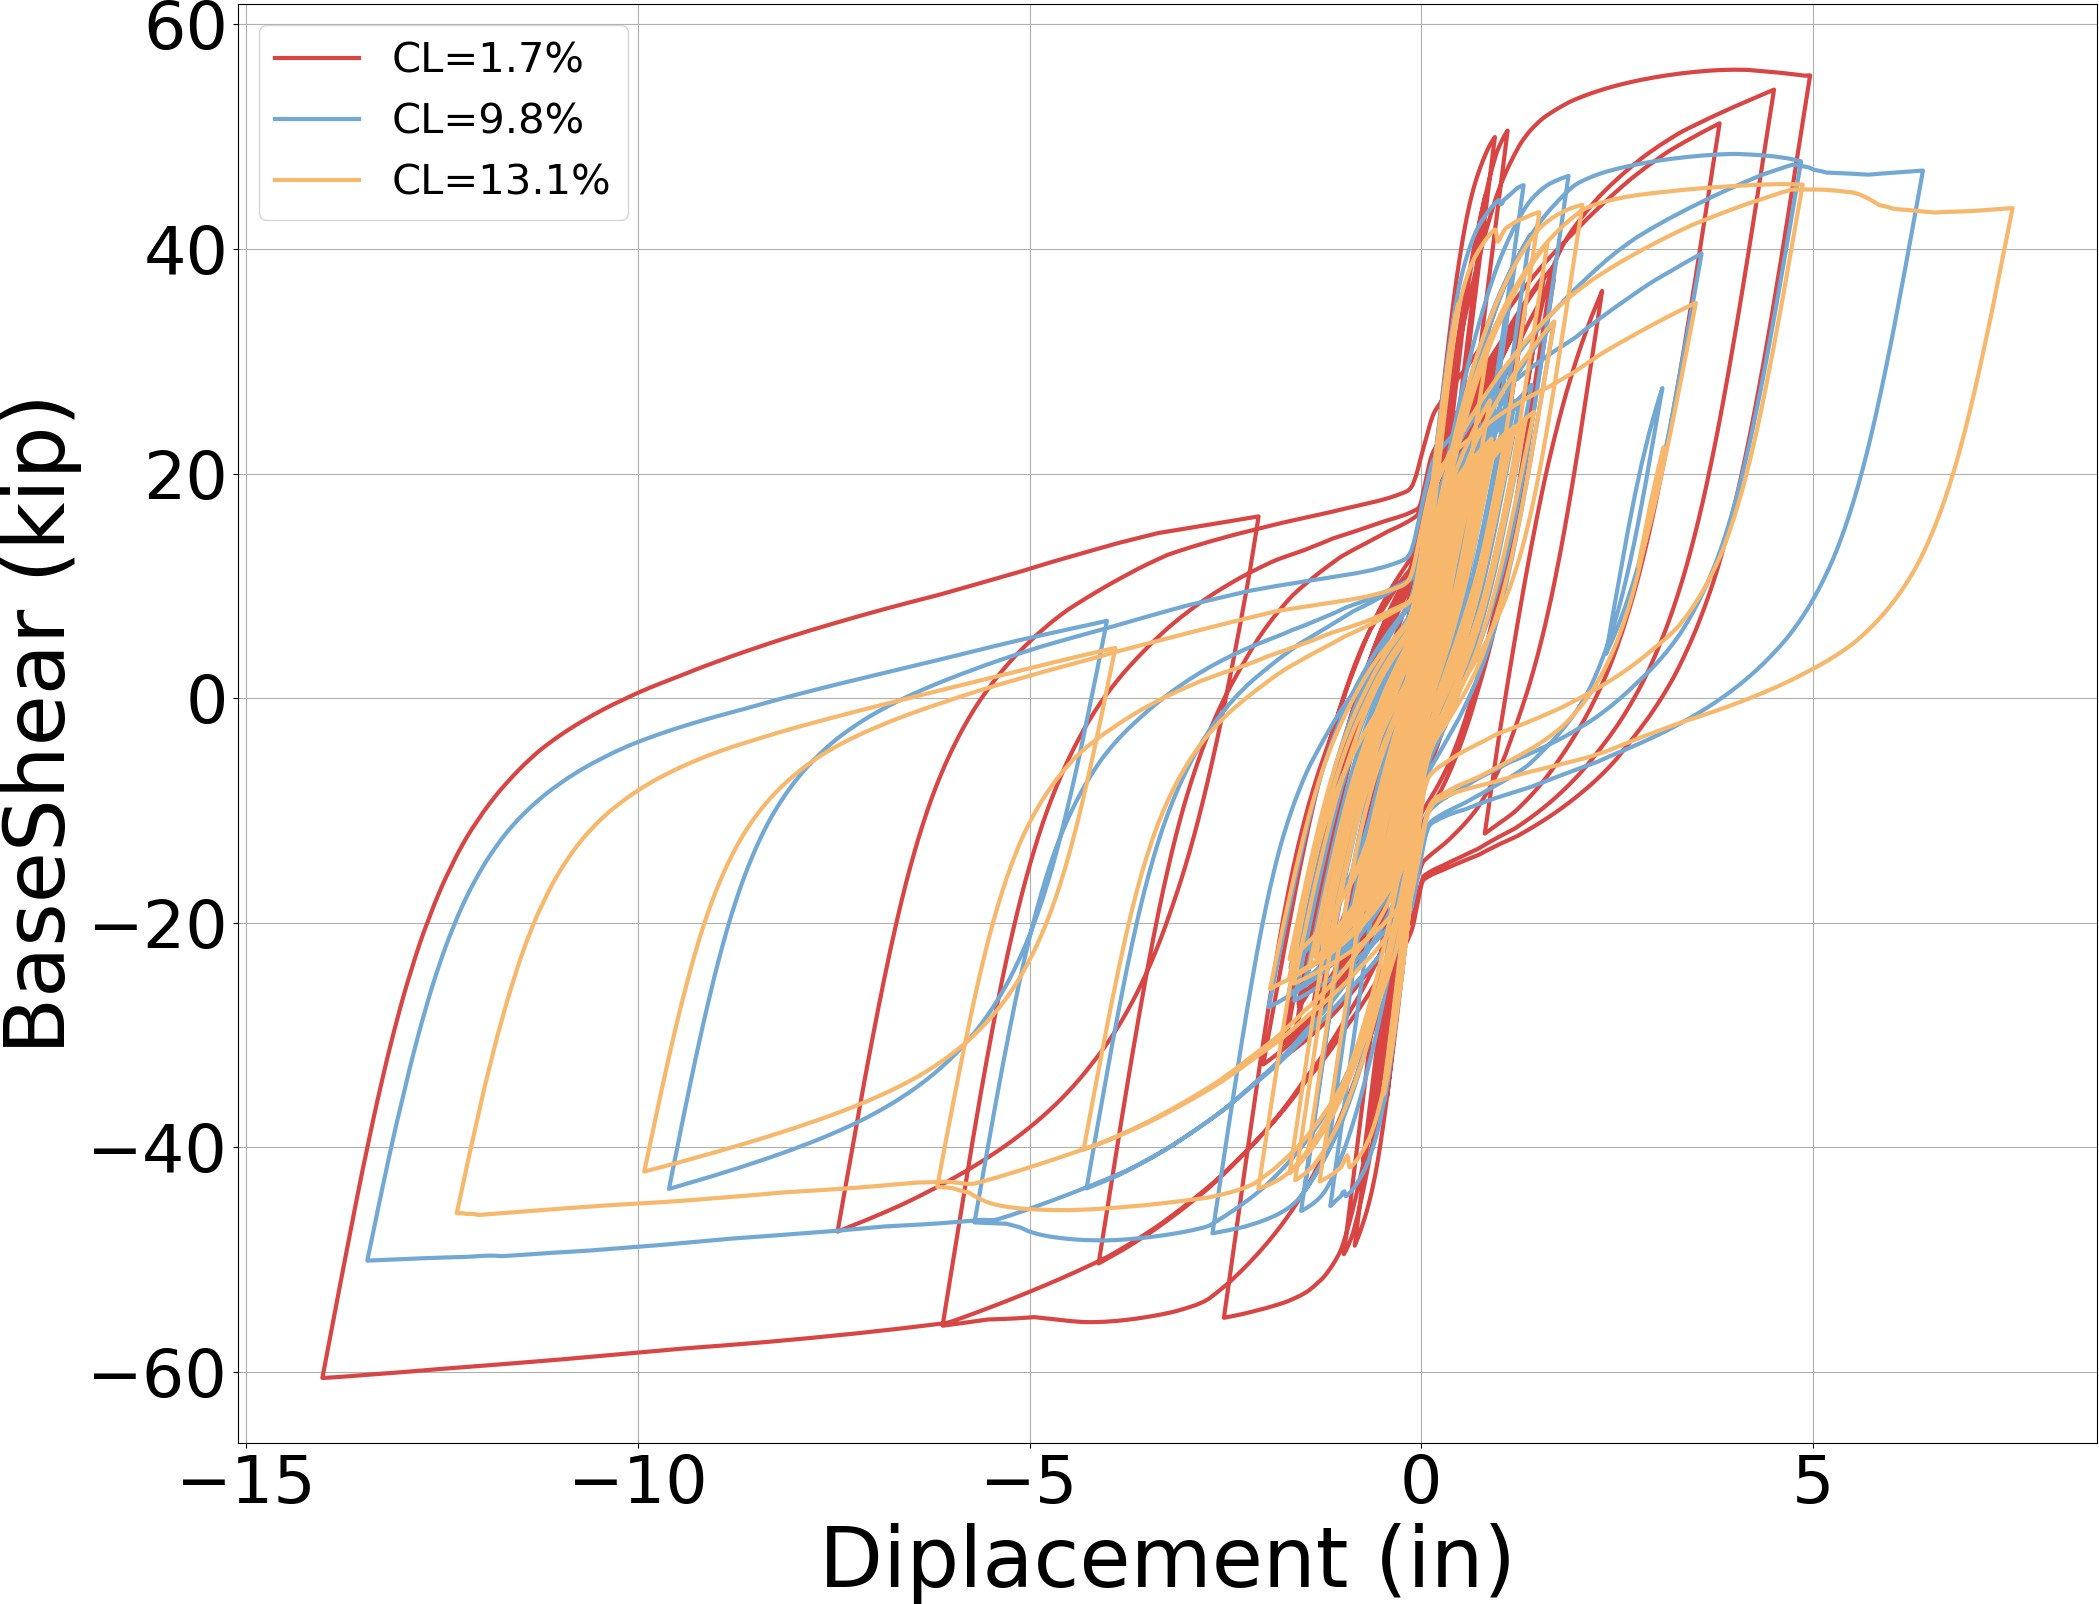 60
40
20
0
−20
−40
−60
BaseShear (kip)
CL=1.7%
CL=9.8%
CL=13.1%
−15 −10 −5 0 5
Diplacement (in)